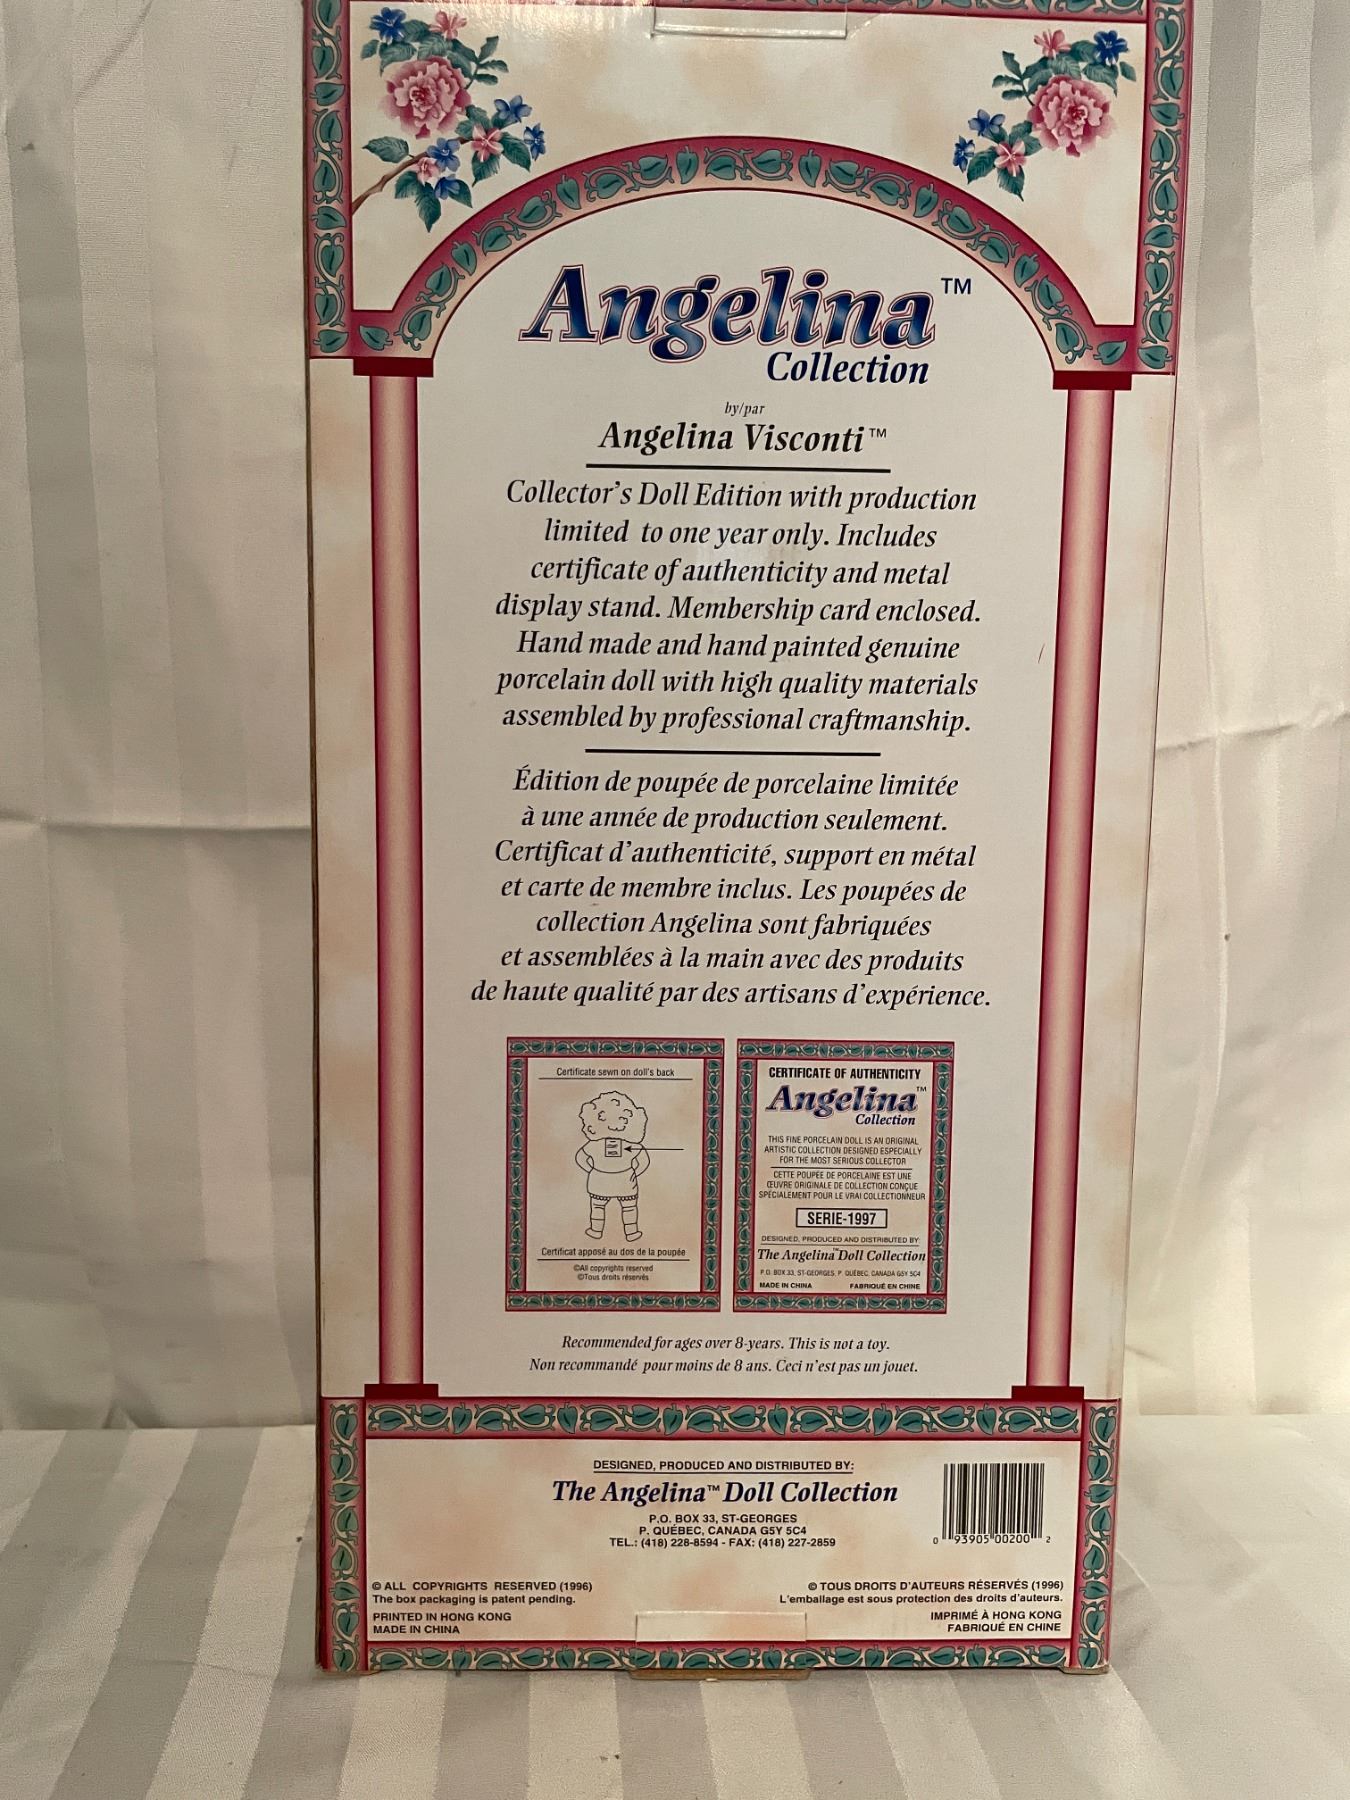 Angelina™
Collection
by/par
Angelina Visconti™
Collector's Doll Edition with production
limited to one year only. Includes
certificate of authenticity and metal
display stand. Membership card enclosed.
Hand made and hand painted genuine
porcelain doll with high quality materials
assembled by professional craftmanship.
Édition de poupée de porcelaine limitée
à une année de production seulement.
Certificat d'authenticité, support en métal
et carte de membre inclus. Les poupées de
collection Angelina sont fabriquées
et assemblées à la main avec des produits
de haute qualité par des artisans d'expérience.
Certificate sewn on doll's back
Certificat apposé au dos de la poupée
©All copyrights reserved
©Tous droits réservés
CERTIFICATE OF AUTHENTICITY
Angelina™
Collection
THIS FINE PORCELAIN DOLL IS AN ORIGINAL
ARTISTIC COLLECTION DESIGNED ESPECIALLY
FOR THE MOST SERIOUS COLLECTOR
CETTE POUPÉE DE PORCELAINE EST UNE
ŒUVRE ORIGINALE DE COLLECTION CONÇUE
SPÉCIALEMENT POUR LE VRAI COLLECTIONNEUR
SERIE-1997
DESIGNED, PRODUCED AND DISTRIBUTED BY:
The Angelina™ Doll Collection
P.O. BOX 33, ST-GEORGES, P. QUÉBEC, CANADA G5Y 5C4
MADE IN CHINA FABRIQUÉ EN CHINE
Recommended for ages over 8-years. This is not a toy.
Non recommandé pour moins de 8 ans. Ceci n'est pas un jouet.
DESIGNED, PRODUCED AND DISTRIBUTED BY:
The Angelina™ Doll Collection
P.O. BOX 33, ST-GEORGES
P. QUÉBEC, CANADA G5Y 5C4
TEL.: (418) 228-8594 - FAX: (418) 227-2859
0 93905 00200 2
© ALL COPYRIGHTS RESERVED (1996)
The box packaging is patent pending.
PRINTED IN HONG KONG
MADE IN CHINA
© TOUS DROITS D'AUTEURS RÉSERVÉS (1996)
L'emballage est sous protection des droits d'auteurs.
IMPRIMÉ À HONG KONG
FABRIQUÉ EN CHINE